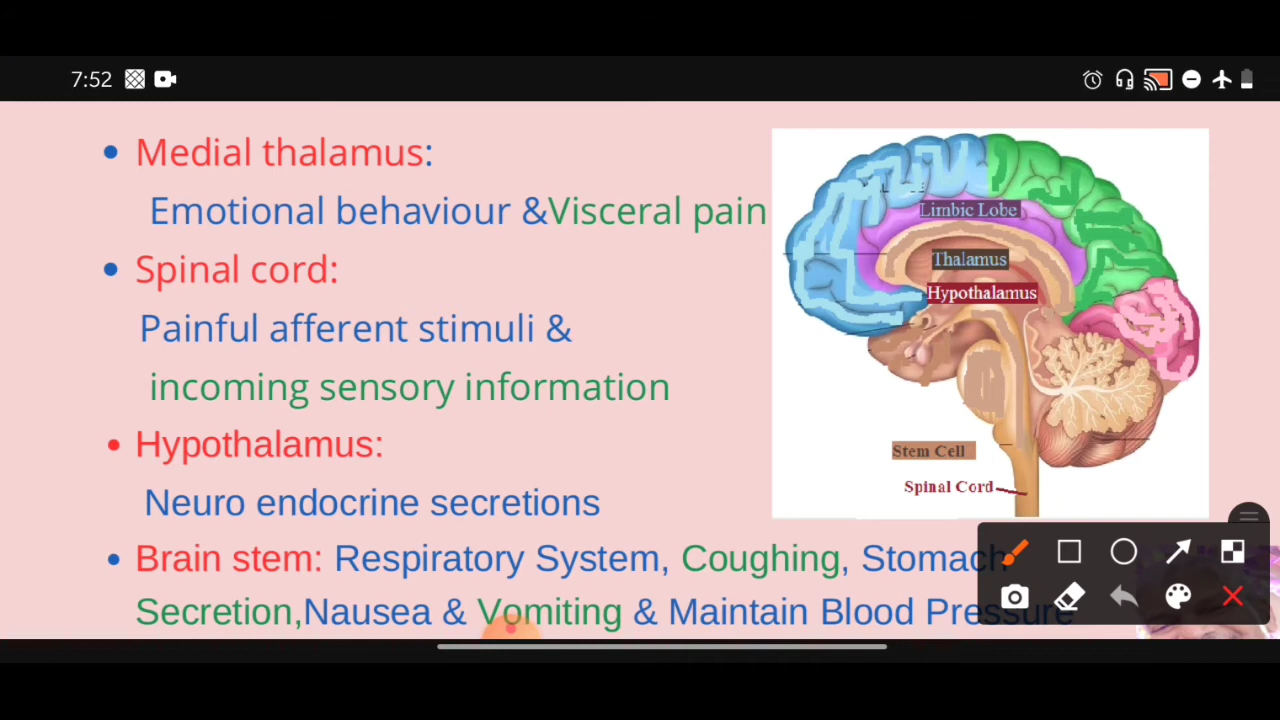 7:52
Medial thalamus:
Emotional behaviour &Visceral pain
Spinal cord:
Painful afferent stimuli &
incoming sensory information
Hypothalamus:
Neuro endocrine secretions
Brain stem: Respiratory System, Coughing, Stomach
Secretion,Nausea & Vomiting & Maintain Blood Pressure
Limbic Lobe
Thalamus
Hypothalamus
Stem Cell
Spinal Cord